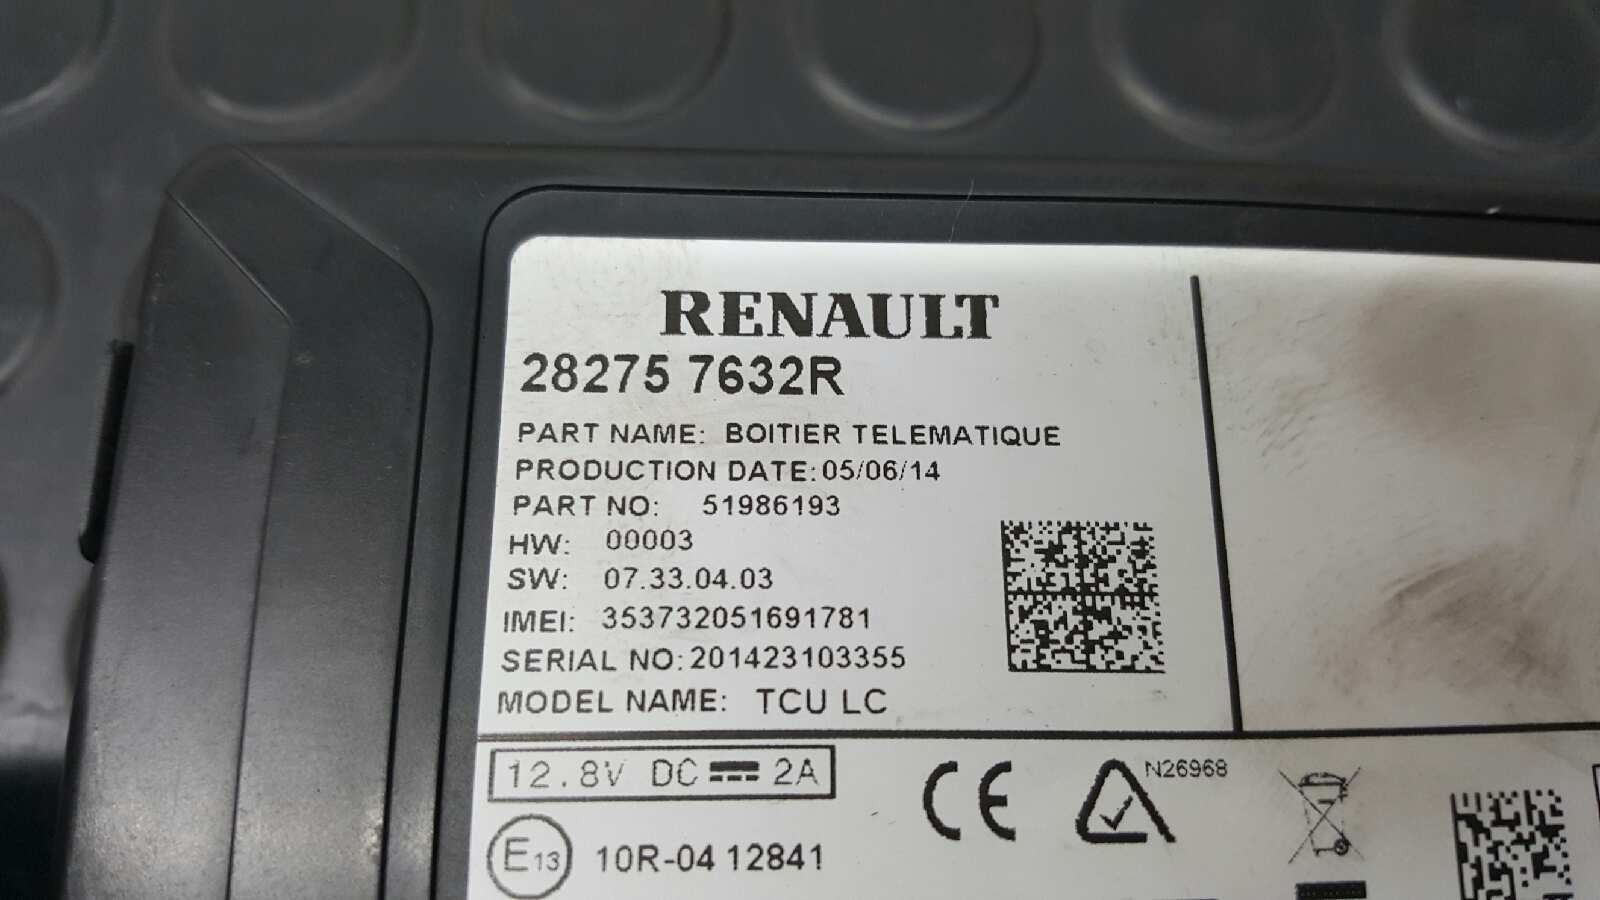 RENAULT
28275 7632R
PART NAME: BOITIER TELEMATIQUE
PRODUCTION DATE: 05/06/14
PART NO: 51986193
HW: 00003
SW: 07.33.04.03
IMEI: 353732051691781
SERIAL NO: 201423103355
MODEL NAME: TCU LC
12.8V DC 2A
CE
N26968
E13 10R-04 12841